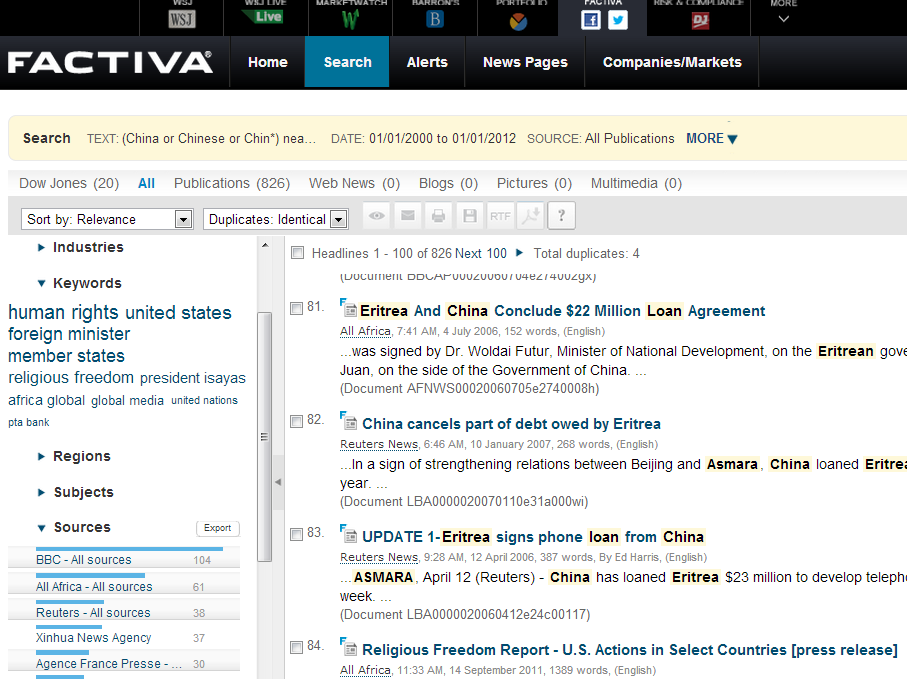 WSJ WSJ LIVE MARKETWATCH BARRON'S PORTFOLIO FACTIVA RISK & COMPLIANCE MORE
WSJ Live W B f DJ
FACTIVA® Home Search Alerts News Pages Companies/Markets
Search TEXT: (China or Chinese or Chin*) nea... DATE: 01/01/2000 to 01/01/2012 SOURCE: All Publications MORE
Dow Jones (20) All Publications (826) Web News (0) Blogs (0) Pictures (0) Multimedia (0)
Sort by: Relevance Duplicates: Identical RTF ?
Industries
Keywords
human rights united states
foreign minister
member states
religious freedom president isayas
africa global global media united nations
pta bank
Regions
Subjects
Sources Export
BBC - All sources 104
All Africa - All sources 61
Reuters - All sources 38
Xinhua News Agency 37
Agence France Presse - ... 30
Headlines 1 - 100 of 826 Next 100 Total duplicates: 4
(Document BBCAP00020060704e274002gx)
81. Eritrea And China Conclude $22 Million Loan Agreement
All Africa, 7:41 AM, 4 July 2006, 152 words, (English)
...was signed by Dr. Woldai Futur, Minister of National Development, on the Eritrean gove
Juan, on the side of the Government of China. ...
(Document AFNWS00020060705e2740008h)
82. China cancels part of debt owed by Eritrea
Reuters News, 6:46 AM, 10 January 2007, 268 words, (English)
...In a sign of strengthening relations between Beijing and Asmara, China loaned Eritrea
year. ...
(Document LBA0000020070110e31a000wi)
83. UPDATE 1-Eritrea signs phone loan from China
Reuters News, 9:28 AM, 12 April 2006, 387 words, By Ed Harris, (English)
...ASMARA, April 12 (Reuters) - China has loaned Eritrea $23 million to develop teleph
week. ...
(Document LBA0000020060412e24c00117)
84. Religious Freedom Report - U.S. Actions in Select Countries [press release]
All Africa, 11:33 AM, 14 September 2011, 1389 words, (English)